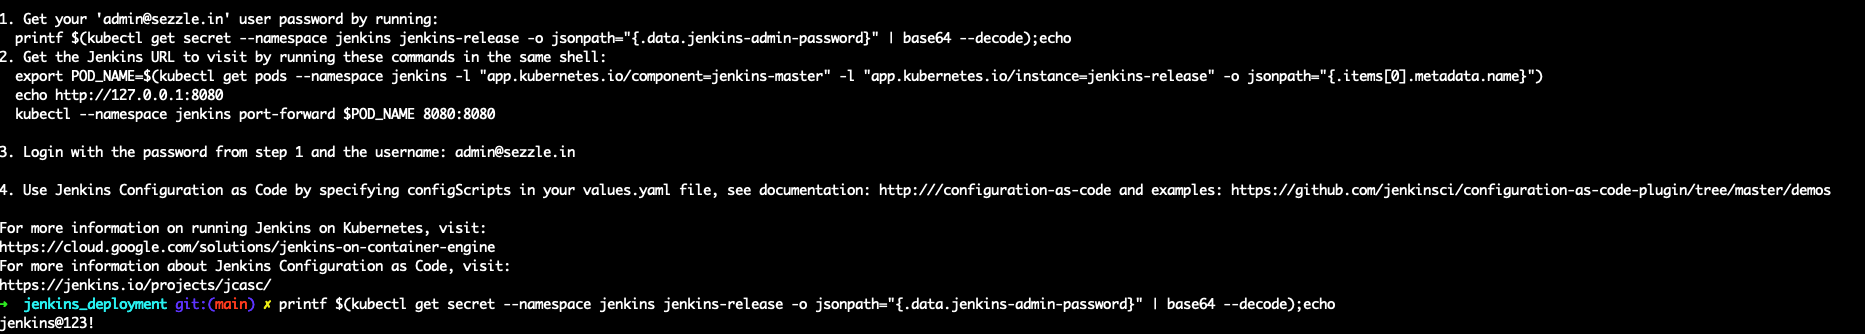 1. Get your 'admin@sezzle.in' user password by running:
  printf $(kubectl get secret --namespace jenkins jenkins-release -o jsonpath="{.data.jenkins-admin-password}" | base64 --decode);echo
2. Get the Jenkins URL to visit by running these commands in the same shell:
  export POD_NAME=$(kubectl get pods --namespace jenkins -l "app.kubernetes.io/component=jenkins-master" -l "app.kubernetes.io/instance=jenkins-release" -o jsonpath="{.items[0].metadata.name}")
  echo http://127.0.0.1:8080
  kubectl --namespace jenkins port-forward $POD_NAME 8080:8080
3. Login with the password from step 1 and the username: admin@sezzle.in
4. Use Jenkins Configuration as Code by specifying configScripts in your values.yaml file, see documentation: http:///configuration-as-code and examples: https://github.com/jenkinsci/configuration-as-code-plugin/tree/master/demos
For more information on running Jenkins on Kubernetes, visit:
https://cloud.google.com/solutions/jenkins-on-container-engine
For more information about Jenkins Configuration as Code, visit:
https://jenkins.io/projects/jcasc/
→  jenkins_deployment git:(main) ✗ printf $(kubectl get secret --namespace jenkins jenkins-release -o jsonpath="{.data.jenkins-admin-password}" | base64 --decode);echo
jenkins@123!